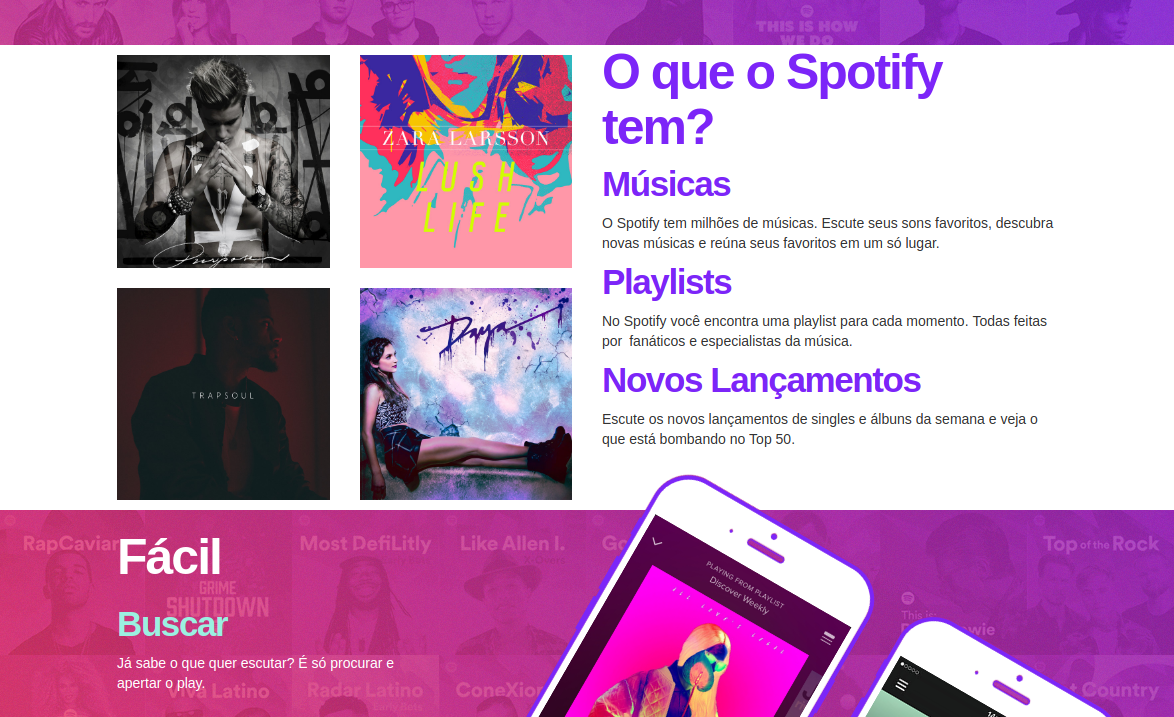 THIS IS HOW
WE DO
Purpose
ZARA LARSSON
LUSH
LIFE
TRAPSOUL
Daya
O que o Spotify
tem?
Músicas
O Spotify tem milhões de músicas. Escute seus sons favoritos, descubra
novas músicas e reúna seus favoritos em um só lugar.
Playlists
No Spotify você encontra uma playlist para cada momento. Todas feitas
por fanáticos e especialistas da música.
Novos Lançamentos
Escute os novos lançamentos de singles e álbuns da semana e veja o
que está bombando no Top 50.
RapCaviar
Most DefiLitly
Like Allen I.
Top of the Rock
Fácil
GRIME
SHUTDOWN
Buscar
Já sabe o que quer escutar? É só procurar e
apertar o play.
Viva Latino
Radar Latino
PLAYING FROM PLAYLIST
Discover Weekly
This is:
Country